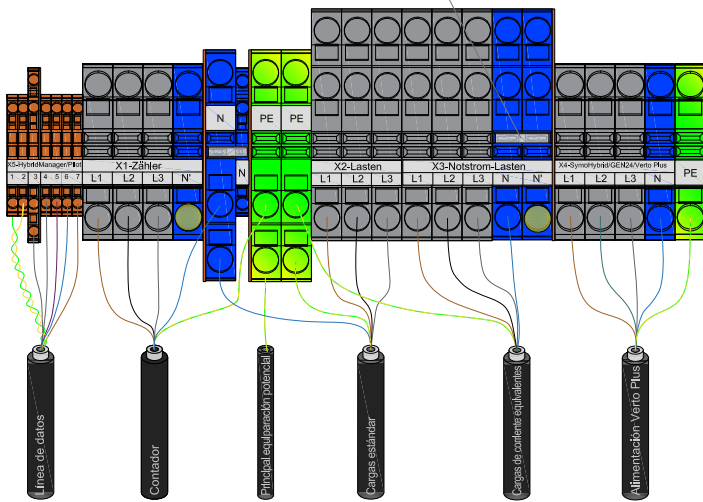 N
PE PE
X5-HybridManager/Pilot
X1-Zähler
X2-Lasten
X3-Notstrom-Lasten
X4-SymoHybrid/GEN24/Verto Plus
1 2 3 4 5 6 7
L1 L2 L3 N'
N
L1 L2 L3
L1 L2 L3 N N'
L1 L2 L3 N
PE
Línea de datos
Contador
Principal equiparación potencial
Cargas estándar
Cargas de corriente equivalentes
Alimentación Verto Plus